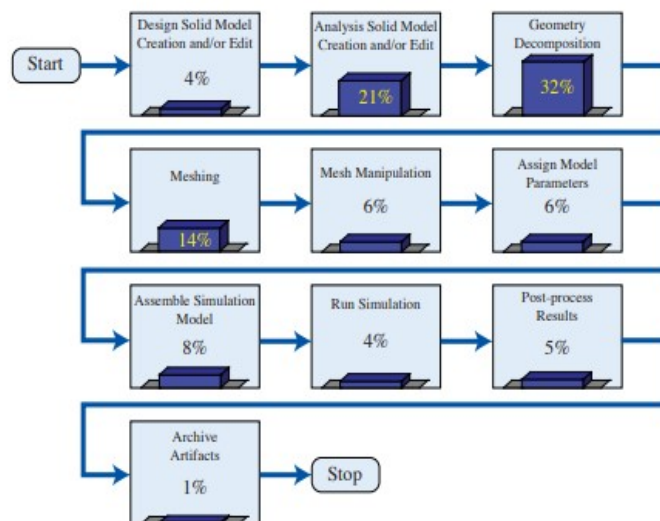 Start
Design Solid Model
Creation and/or Edit
4%
Analysis Solid Model
Creation and/or Edit
21%
Geometry
Decomposition
32%
Meshing
14%
Mesh Manipulation
6%
Assign Model
Parameters
6%
Assemble Simulation
Model
8%
Run Simulation
4%
Post-process
Results
5%
Archive
Artifacts
1%
Stop